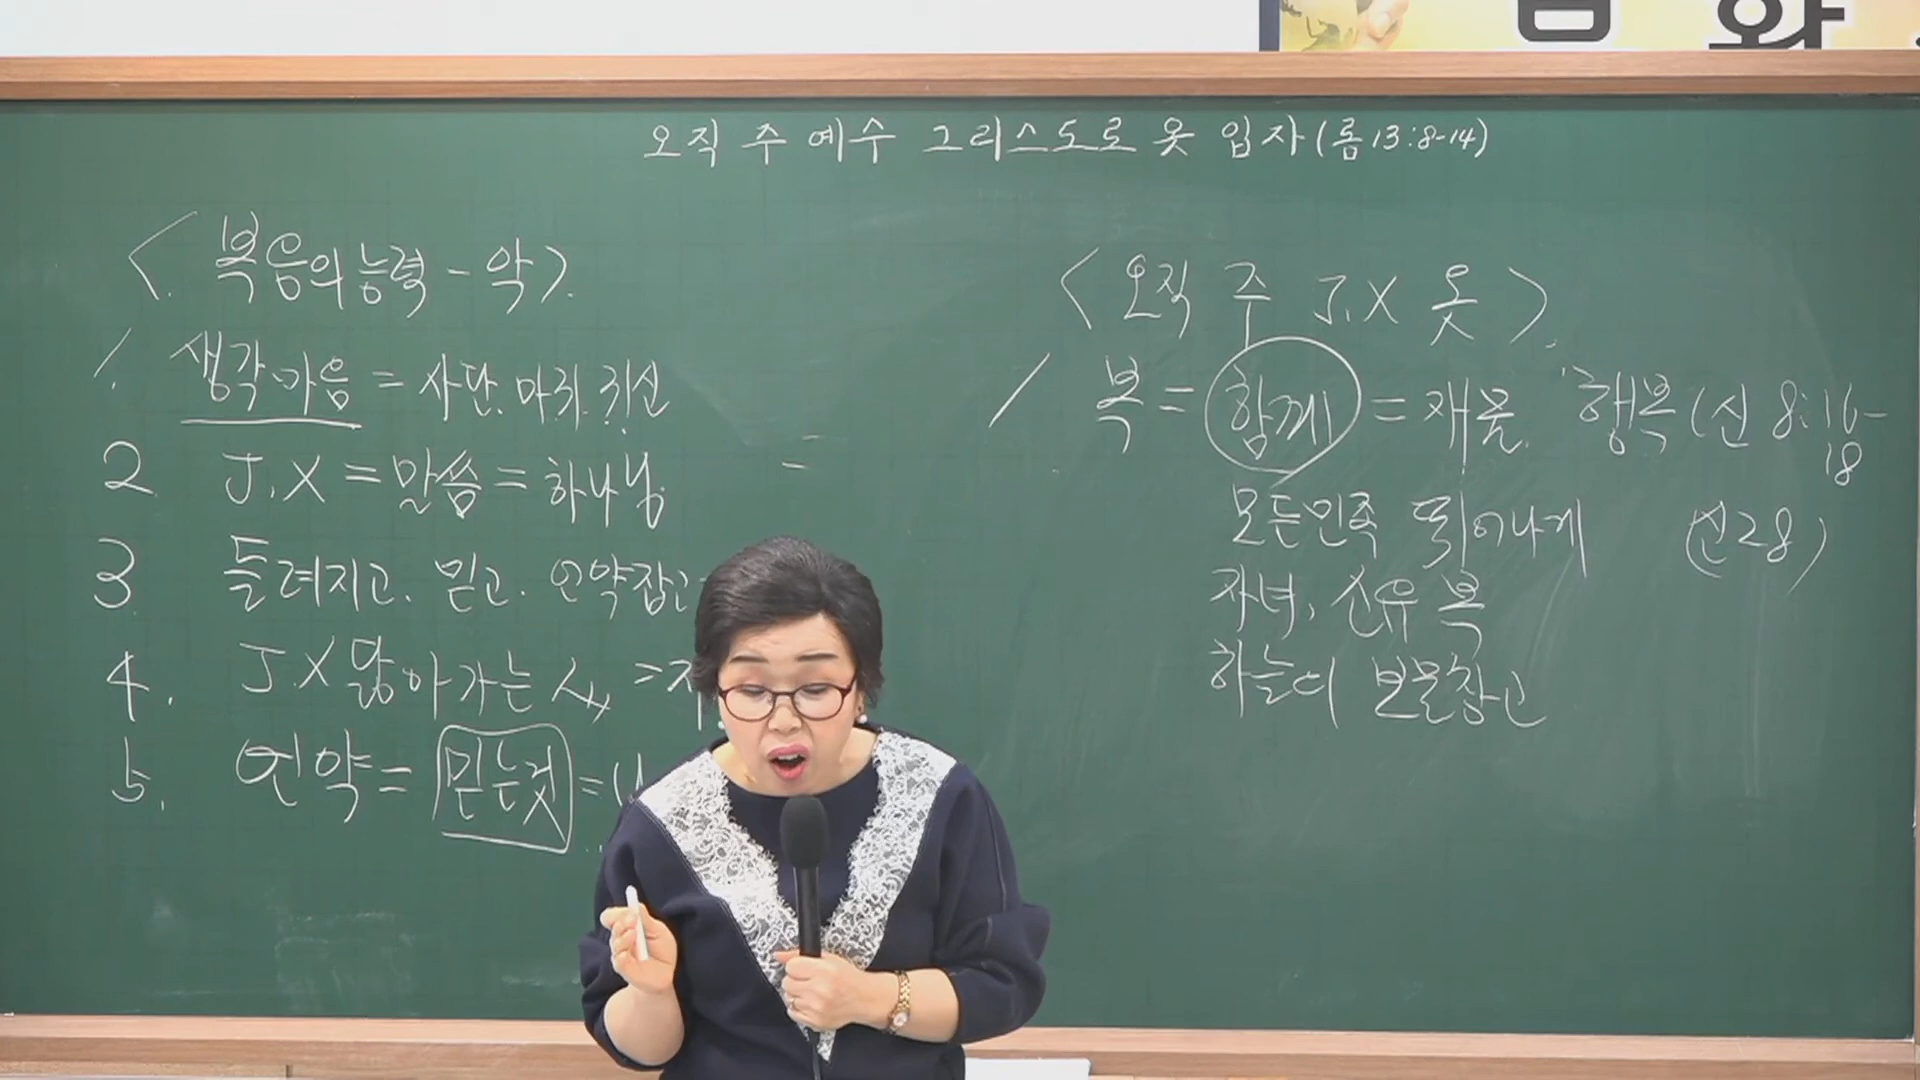 오직 주 예수 그리스도로 옷 입자 (롬 13:8-14)
< 복음의 능력 - 약 >
1. 생각마음 = 사단. 마귀. 귀신
2 J.X = 말씀 = 하나님
3 들려지고. 믿고. 언약잡고
4. J.X 닮아가는
5. 언약 = 믿는것 =
< 오직 주 J.X 옷 >
복 = 함께 = 재물. 행복 (신 8:16-18
모든민족 뛰어나게 (신28)
자녀, 신유 복
하늘이 보물창고